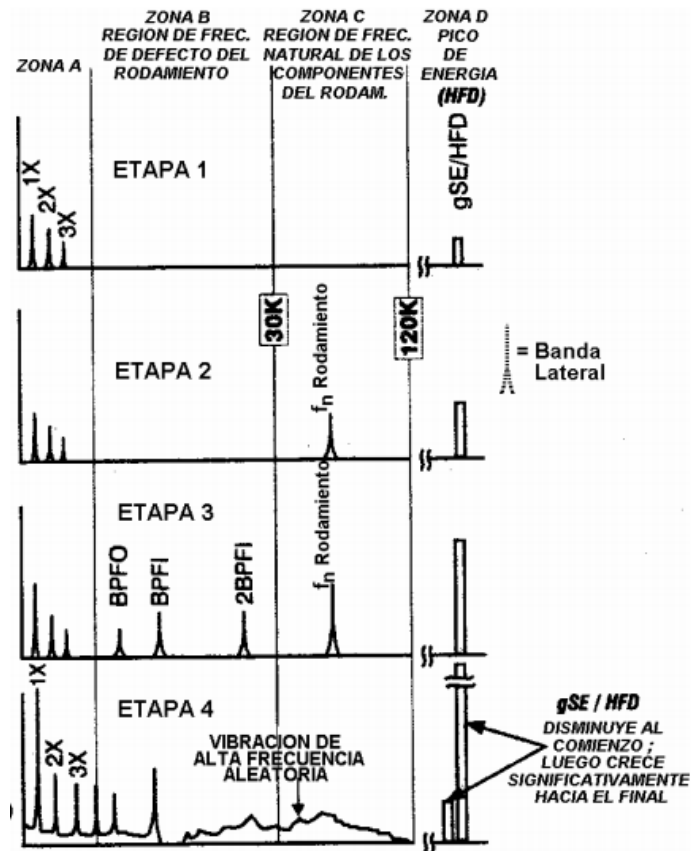 ZONA A
ZONA B
REGION DE FREC.
DE DEFECTO DEL
RODAMIENTO
ZONA C
REGION DE FREC.
NATURAL DE LOS
COMPONENTES
DEL RODAM.
ZONA D
PICO
DE
ENERGIA
(HFD)
ETAPA 1
1X
2X
3X
gSE/HFD
30K
120K
ETAPA 2
fn Rodamiento
= Banda
Lateral
ETAPA 3
BPFO
BPFI
2BPFI
fn Rodamiento
ETAPA 4
1X
2X
3X
VIBRACION DE
ALTA FRECUENCIA
ALEATORIA
gSE / HFD
DISMINUYE AL
COMIENZO ;
LUEGO CRECE
SIGNIFICATIVAMENTE
HACIA EL FINAL